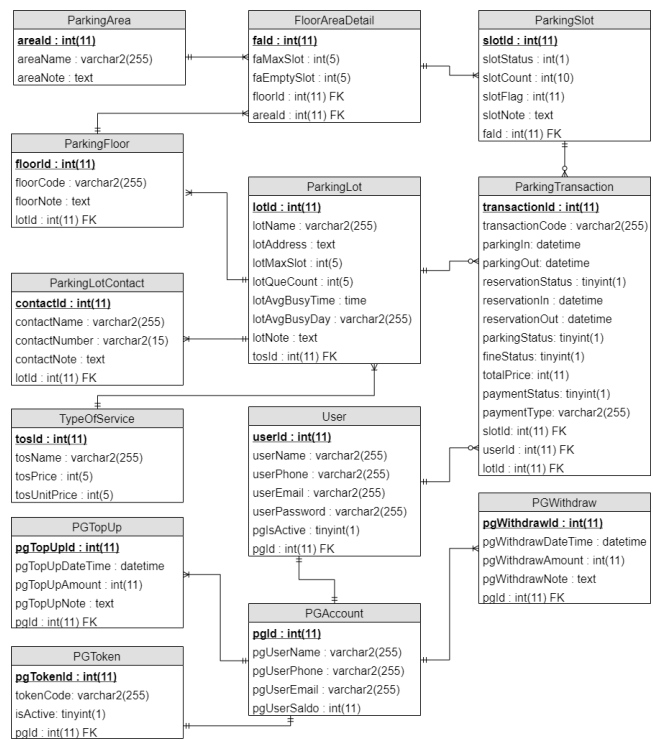 ParkingArea
areaId : int(11)
areaName : varchar2(255)
areaNote : text
FloorAreaDetail
faId : int(11)
faMaxSlot : int(5)
faEmptySlot : int(5)
floorId : int(11) FK
areaId : int(11) FK
ParkingSlot
slotId : int(11)
slotStatus : int(1)
slotCount : int(10)
slotFlag : int(11)
slotNote : text
faId : int(11) FK
ParkingFloor
floorId : int(11)
floorCode : varchar2(255)
floorNote : text
lotId : int(11) FK
ParkingLot
lotId : int(11)
lotName : varchar2(255)
lotAddress : text
lotMaxSlot : int(5)
lotQueCount : int(5)
lotAvgBusyTime : time
lotAvgBusyDay : varchar2(255)
lotNote : text
tosId : int(11) FK
ParkingTransaction
transactionId : int(11)
transactionCode : varchar2(255)
parkingIn: datetime
parkingOut : datetime
reservationStatus : tinyint(1)
reservationIn : datetime
reservationOut : datetime
parkingStatus: tinyint(1)
fineStatus: tinyint(1)
totalPrice: int(11)
paymentStatus: tinyint(1)
paymentType: varchar2(255)
slotId: int(11) FK
userId : int(11) FK
lotId : int(11) FK
ParkingLotContact
contactId : int(11)
contactName : varchar2(255)
contactNumber : varchar2(15)
contactNote : text
lotId : int(11) FK
TypeOfService
tosId : int(11)
tosName : varchar2(255)
tosPrice : int(5)
tosUnitPrice : int(5)
User
userId : int(11)
userName : varchar2(255)
userPhone : varchar2(255)
userEmail : varchar2(255)
userPassword : varchar2(255)
pgIsActive : tinyint(1)
pgId : int(11) FK
PGWithdraw
pgWithdrawId : int(11)
pgWithdrawDateTime : datetime
pgWithdrawAmount : int(11)
pgWithdrawNote : text
pgId : int(11) FK
PGTopUp
pgTopUpId : int(11)
pgTopUpDateTime : datetime
pgTopUpAmount : int(11)
pgTopUpNote : text
pgId : int(11) FK
PGAccount
pgId : int(11)
pgUserName : varchar2(255)
pgUserPhone : varchar2(255)
pgUserEmail : varchar2(255)
pgUserSaldo : int(11)
PGToken
pgTokenId : int(11)
tokenCode: varchar2(255)
isActive: tinyint(1)
pgId : int(11) FK